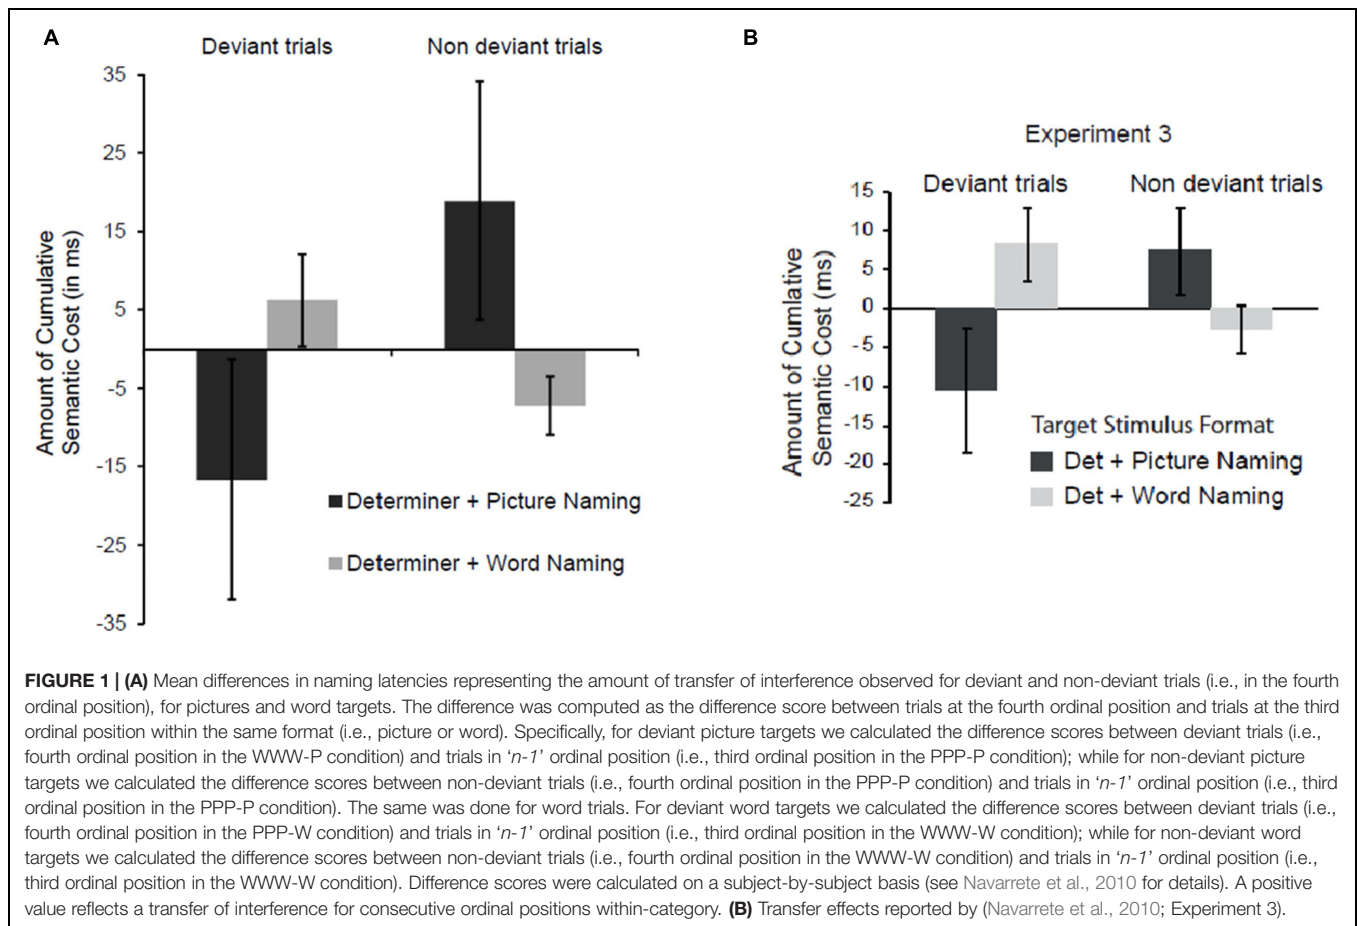 A
Deviant trials
Non deviant trials
35
25
15
5
-5
-15
-25
-35
Amount of Cumulative
Semantic Cost (in ms)
Determiner + Picture Naming
Determiner + Word Naming
B
Experiment 3
Deviant trials
Non deviant trials
15
10
5
0
-5
-10
-15
-20
-25
Amount of Cumlative
Semantic Cost (ms)
Target Stimulus Format
Det + Picture Naming
Det + Word Naming
FIGURE 1 | (A) Mean differences in naming latencies representing the amount of transfer of interference observed for deviant and non-deviant trials (i.e., in the fourth
ordinal position), for pictures and word targets. The difference was computed as the difference score between trials at the fourth ordinal position and trials at the third
ordinal position within the same format (i.e., picture or word). Specifically, for deviant picture targets we calculated the difference scores between deviant trials (i.e.,
fourth ordinal position in the WWW-P condition) and trials in ‘n-1’ ordinal position (i.e., third ordinal position in the PPP-P condition); while for non-deviant picture
targets we calculated the difference scores between non-deviant trials (i.e., fourth ordinal position in the PPP-P condition) and trials in ‘n-1’ ordinal position (i.e., third
ordinal position in the PPP-P condition). The same was done for word trials. For deviant word targets we calculated the difference scores between deviant trials (i.e.,
fourth ordinal position in the PPP-W condition) and trials in ‘n-1’ ordinal position (i.e., third ordinal position in the WWW-W condition); while for non-deviant word
targets we calculated the difference scores between non-deviant trials (i.e., fourth ordinal position in the WWW-W condition) and trials in ‘n-1’ ordinal position (i.e.,
third ordinal position in the WWW-W condition). Difference scores were calculated on a subject-by-subject basis (see Navarrete et al., 2010 for details). A positive
value reflects a transfer of interference for consecutive ordinal positions within-category. (B) Transfer effects reported by (Navarrete et al., 2010; Experiment 3).